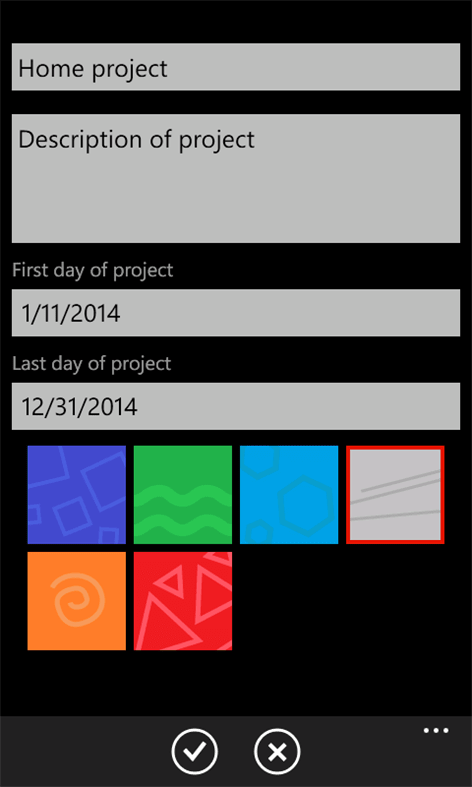 Home project
Description of project
First day of project
1/11/2014
Last day of project
12/31/2014